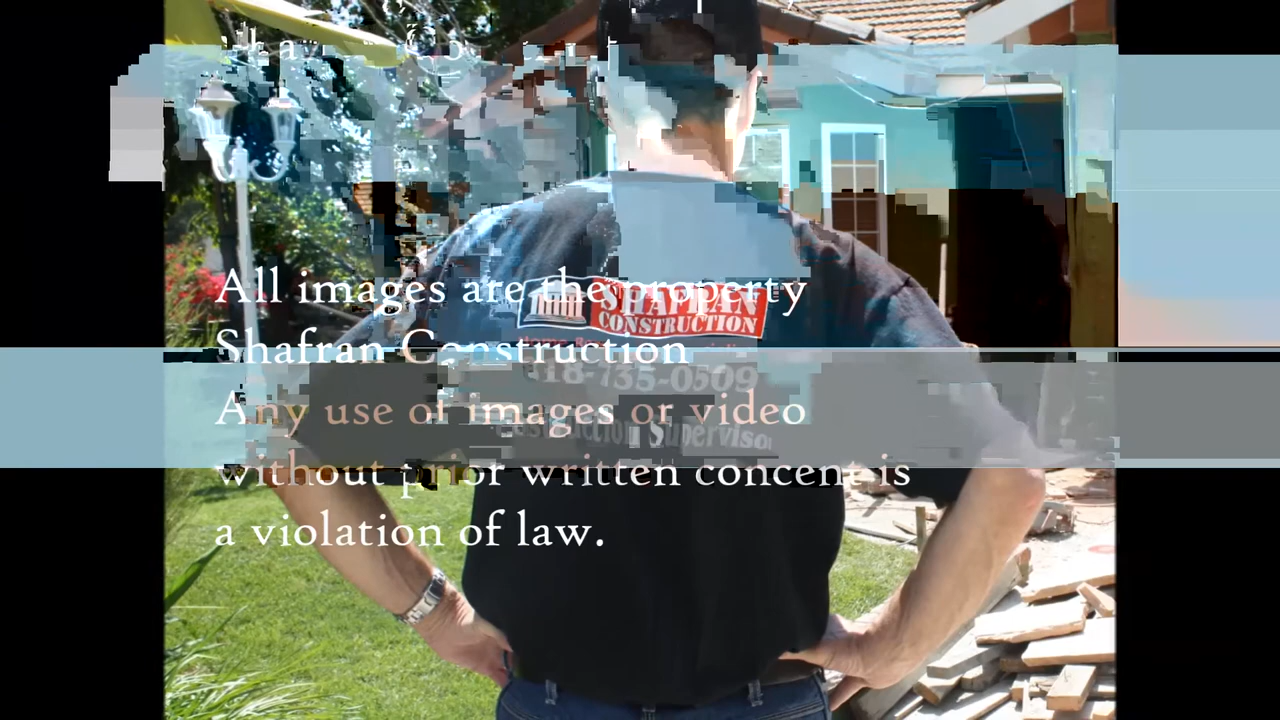 All images are the property
SHAFRAN
CONSTRUCTION
Shafran Construction
818-735-0509
Any use of images or video
Construction Supervisor
without prior written concent is
a violation of law.